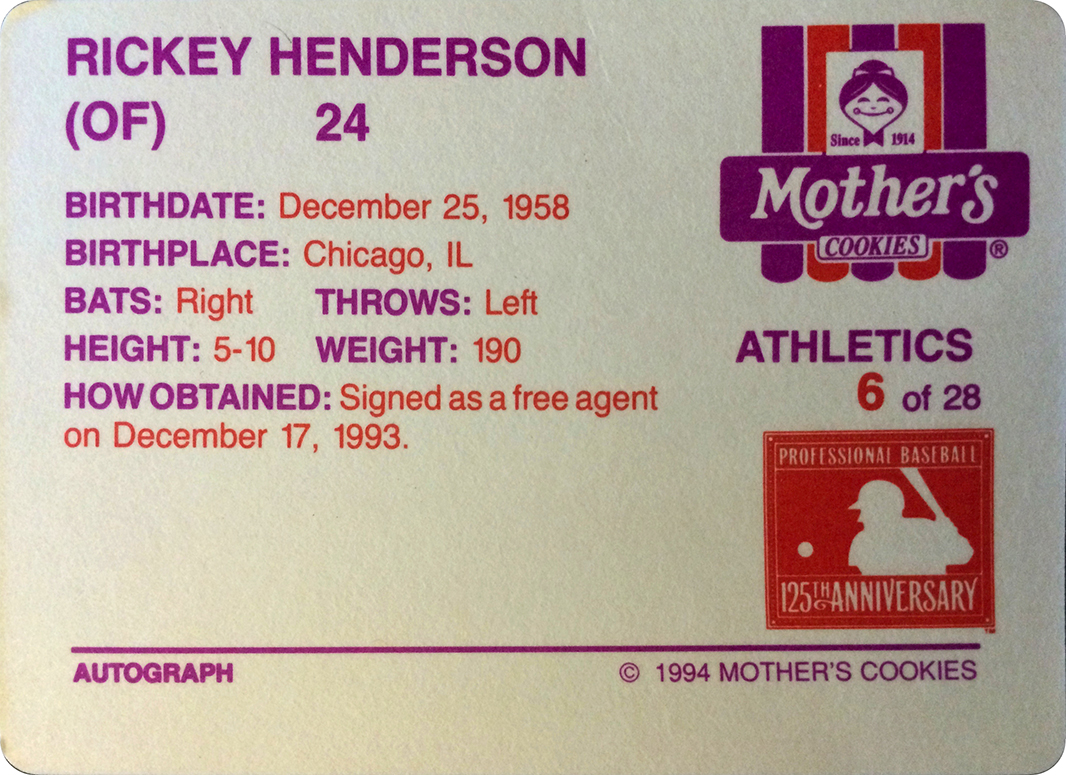 RICKEY HENDERSON
(OF) 24
BIRTHDATE: December 25, 1958
BIRTHPLACE: Chicago, IL
BATS: Right THROWS: Left
HEIGHT: 5-10 WEIGHT: 190
HOW OBTAINED: Signed as a free agent
on December 17, 1993.
Since 1914
Mother's
COOKIES ®
ATHLETICS
6 of 28
PROFESSIONAL BASEBALL
125TH ANNIVERSARY
™
AUTOGRAPH
© 1994 MOTHER'S COOKIES